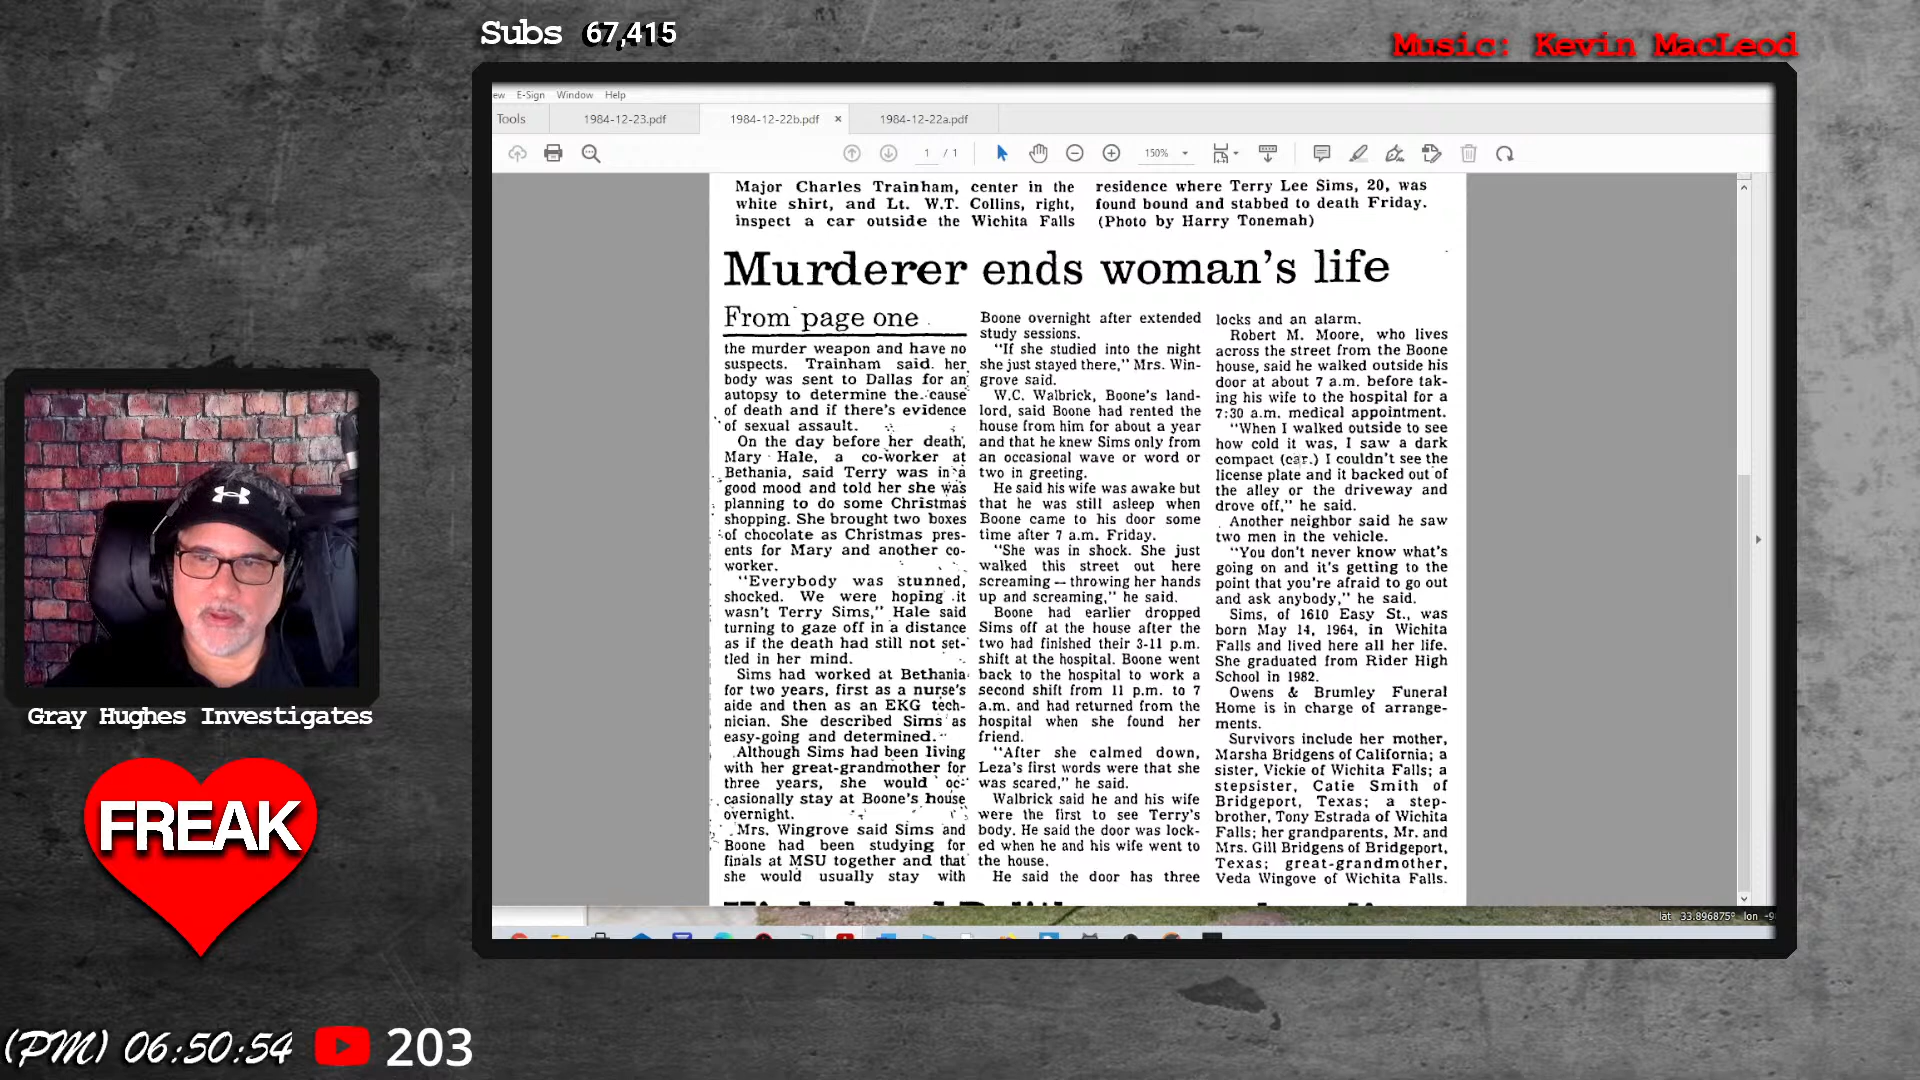 Subs 67,415
Music: Kevin MacLeod
ew E-Sign Window Help
Tools 1984-12-23.pdf 1984-12-22b.pdf × 1984-12-22a.pdf
1 / 1 150%
Major Charles Trainham, center in the
white shirt, and Lt. W.T. Collins, right,
inspect a car outside the Wichita Falls
residence where Terry Lee Sims, 20, was
found bound and stabbed to death Friday.
(Photo by Harry Tonemah)
Murderer ends woman's life
From page one
the murder weapon and have no
suspects. Trainham said her
body was sent to Dallas for an
autopsy to determine the cause
of death and if there's evidence
of sexual assault.
On the day before her death,
Mary Hale, a co-worker at
Bethania, said Terry was in a
good mood and told her she was
planning to do some Christmas
shopping. She brought two boxes
of chocolate as Christmas pres-
ents for Mary and another co-
worker.
"Everybody was stunned,
shocked. We were hoping it
wasn't Terry Sims," Hale said
turning to gaze off in a distance
as if the death had still not set-
tled in her mind.
Sims had worked at Bethania
for two years, first as a nurse's
aide and then as an EKG tech-
nician. She described Sims as
easy-going and determined.
Although Sims had been living
with her great-grandmother for
three years, she would oc-
casionally stay at Boone's house
overnight.
Mrs. Wingrove said Sims and
Boone had been studying for
finals at MSU together and that
she would usually stay with
Boone overnight after extended
study sessions.
"If she studied into the night
she just stayed there," Mrs. Win-
grove said.
W.C. Walbrick, Boone's land-
lord, said Boone had rented the
house from him for about a year
and that he knew Sims only from
an occasional wave or word or
two in greeting.
He said his wife was awake but
that he was still asleep when
Boone came to his door some
time after 7 a.m. Friday.
"She was in shock. She just
walked this street out here
screaming — throwing her hands
up and screaming," he said.
Boone had earlier dropped
Sims off at the house after the
two had finished their 3-11 p.m.
shift at the hospital. Boone went
back to the hospital to work a
second shift from 11 p.m. to 7
a.m. and had returned from the
hospital when she found her
friend.
"After she calmed down,
Leza's first words were that she
was scared," he said.
Walbrick said he and his wife
were the first to see Terry's
body. He said the door was lock-
ed when he and his wife went to
the house.
He said the door has three
locks and an alarm.
Robert M. Moore, who lives
across the street from the Boone
house, said he walked outside his
door at about 7 a.m. before tak-
ing his wife to the hospital for a
7:30 a.m. medical appointment.
"When I walked outside to see
how cold it was, I saw a dark
compact (car.) I couldn't see the
license plate and it backed out of
the alley or the driveway and
drove off," he said.
Another neighbor said he saw
two men in the vehicle.
"You don't never know what's
going on and it's getting to the
point that you're afraid to go out
and ask anybody," he said.
Sims, of 1610 Easy St., was
born May 14, 1964, in Wichita
Falls and lived here all her life.
She graduated from Rider High
School in 1982.
Owens & Brumley Funeral
Home is in charge of arrange-
ments.
Survivors include her mother,
Marsha Bridgens of California; a
sister, Vickie of Wichita Falls; a
stepsister, Catie Smith of
Bridgeport, Texas; a step-
brother, Tony Estrada of Wichita
Falls; her grandparents, Mr. and
Mrs. Gill Bridgens of Bridgeport,
Texas; great-grandmother,
Veda Wingove of Wichita Falls.
lat 33.896875° lon
Gray Hughes Investigates
FREAK
(PM) 06:50:54 203